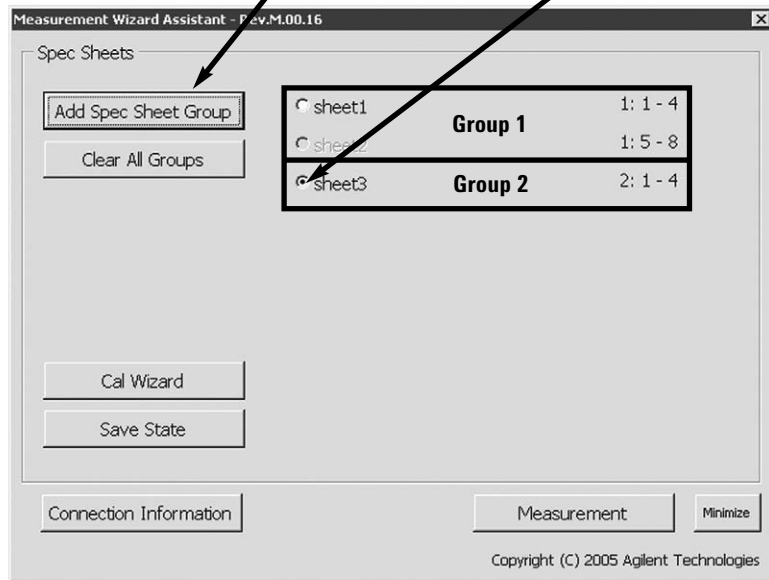 Measurement Wizard Assistant - Rev.M.00.16
Spec Sheets
Add Spec Sheet Group
Clear All Groups
sheet1 1: 1 - 4
Group 1
sheet2 1: 5 - 8
sheet3 Group 2 2: 1 - 4
Cal Wizard
Save State
Connection Information
Measurement
Minimize
Copyright (C) 2005 Agilent Technologies